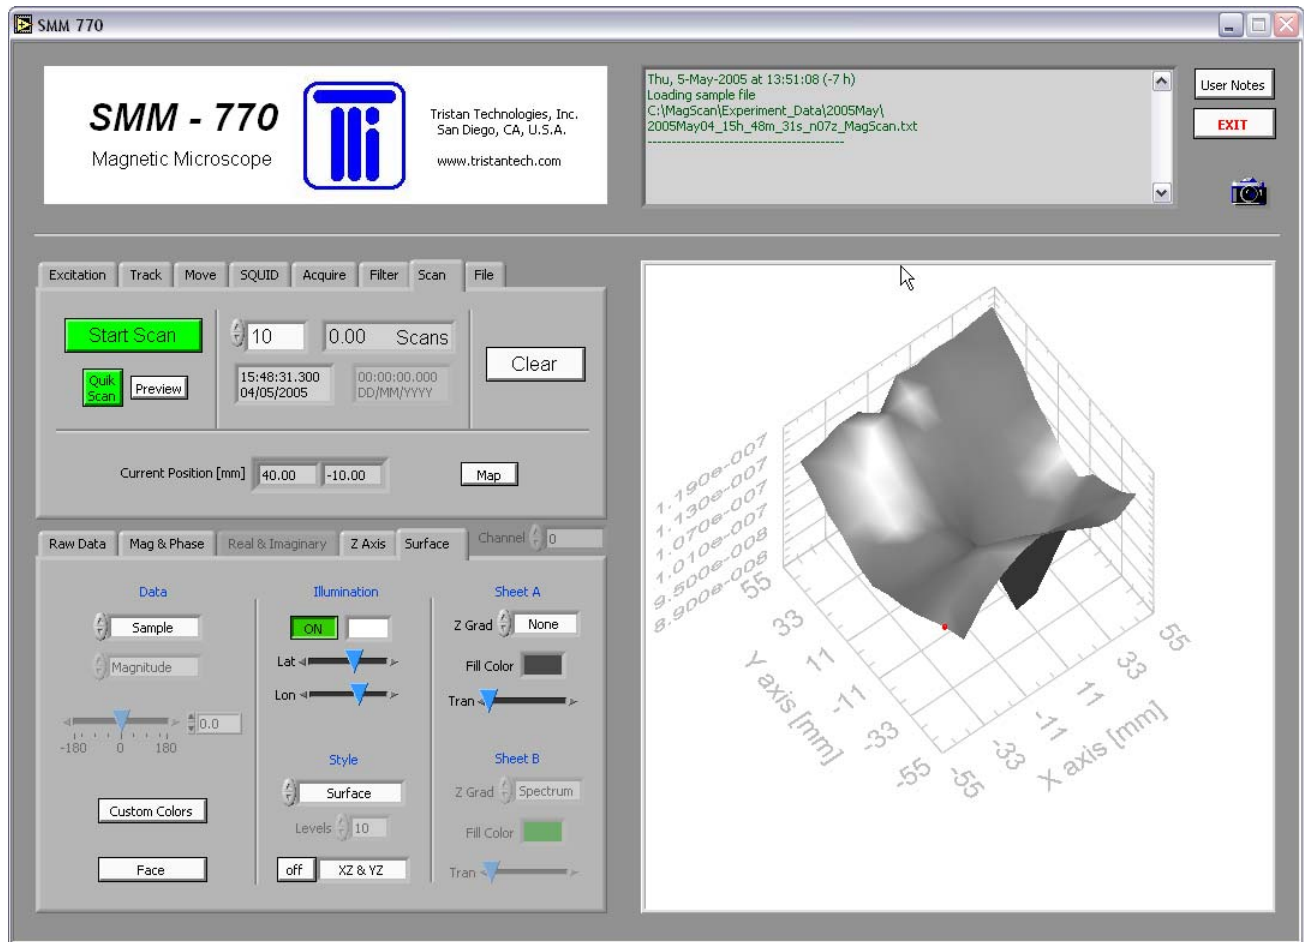 SMM 770
SMM - 770
Magnetic Microscope
Tristan Technologies, Inc.
San Diego, CA, U.S.A.
www.tristantech.com
Thu, 5-May-2005 at 13:51:08 (-7 h)
Loading sample file
C:\MagScan\Experiment_Data\2005May\
2005May04_15h_48m_31s_n07z_MagScan.txt
----------------------------------------
User Notes
EXIT
Excitation Track Move SQUID Acquire Filter Scan File
Start Scan
10
0.00 Scans
Clear
Quik
Scan
Preview
15:48:31.300
04/05/2005
00:00:00.000
DD/MM/YYYY
Current Position [mm] 40.00 -10.00
Map
Raw Data Mag & Phase Real & Imaginary Z Axis Surface Channel 0
Data
Sample
Magnitude
0.0
-180 0 180
Custom Colors
Face
Illumination
ON
Lat
Lon
Style
Surface
Levels 10
off XZ & YZ
Sheet A
Z Grad None
Fill Color
Tran
Sheet B
Z Grad Spectrum
Fill Color
Tran
1.190e-007
1.130e-007
1.070e-007
1.010e-007
9.500e-008
8.900e-008
55
33
11
-11
-33
-55
Y axis [mm]
-55
-33
-11
11
33
55
X axis [mm]